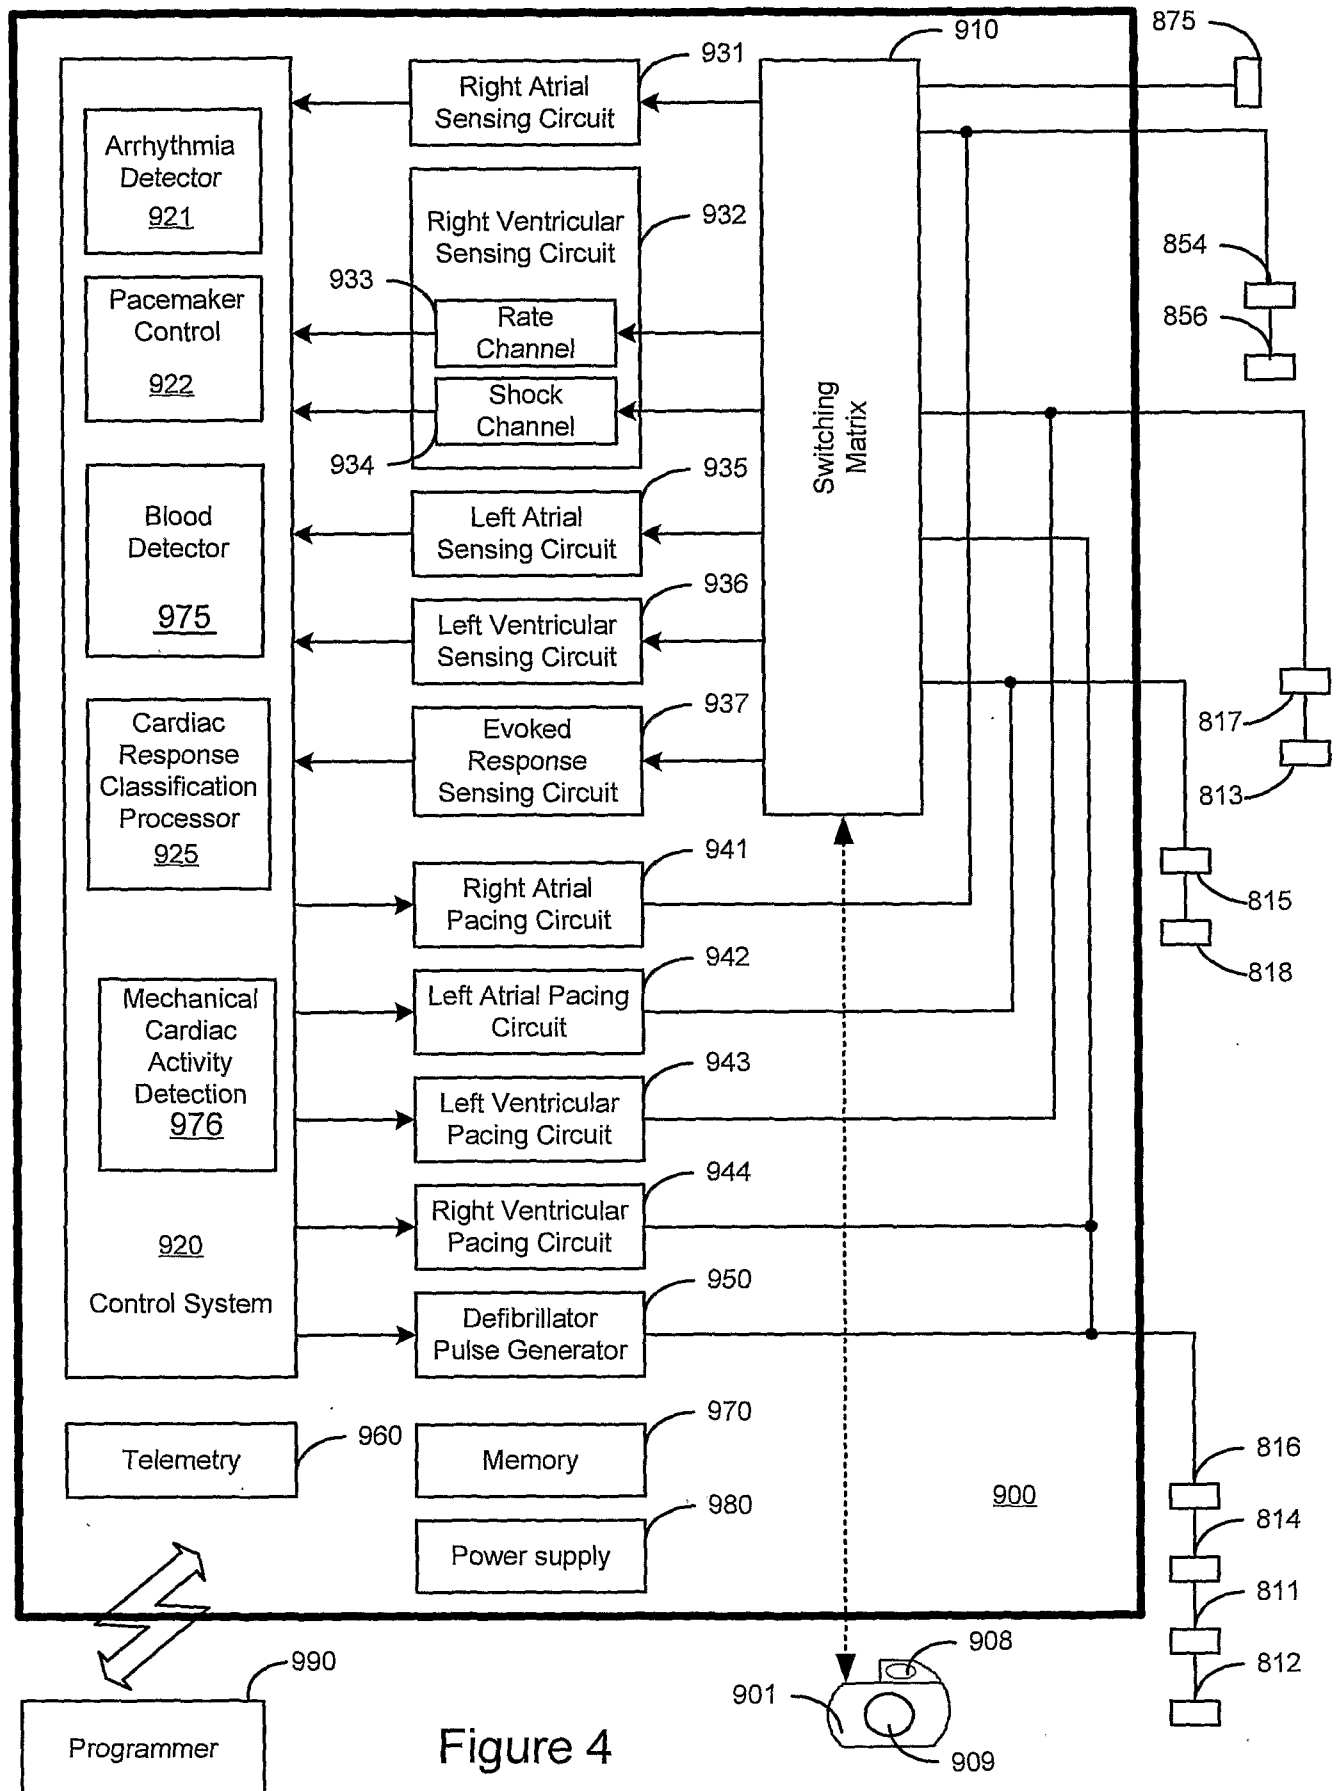 910
875
931
Right Atrial
Sensing Circuit
Arrhythmia
Detector
921
932
Right Ventricular
Sensing Circuit
854
933
Pacemaker
Control
922
Rate
Channel
856
Shock
Channel
934
Switching
Matrix
935
Left Atrial
Sensing Circuit
Blood
Detector
975
936
Left Ventricular
Sensing Circuit
937
Evoked
Response
Sensing Circuit
817
813
Cardiac
Response
Classification
Processor
925
941
Right Atrial
Pacing Circuit
815
818
942
Left Atrial Pacing
Circuit
Mechanical
Cardiac
Activity
Detection
976
943
Left Ventricular
Pacing Circuit
944
Right Ventricular
Pacing Circuit
920
Control System
950
Defibrillator
Pulse Generator
960
Telemetry
970
Memory
816
980
Power supply
900
814
811
812
990
Programmer
908
901
909
Figure 4